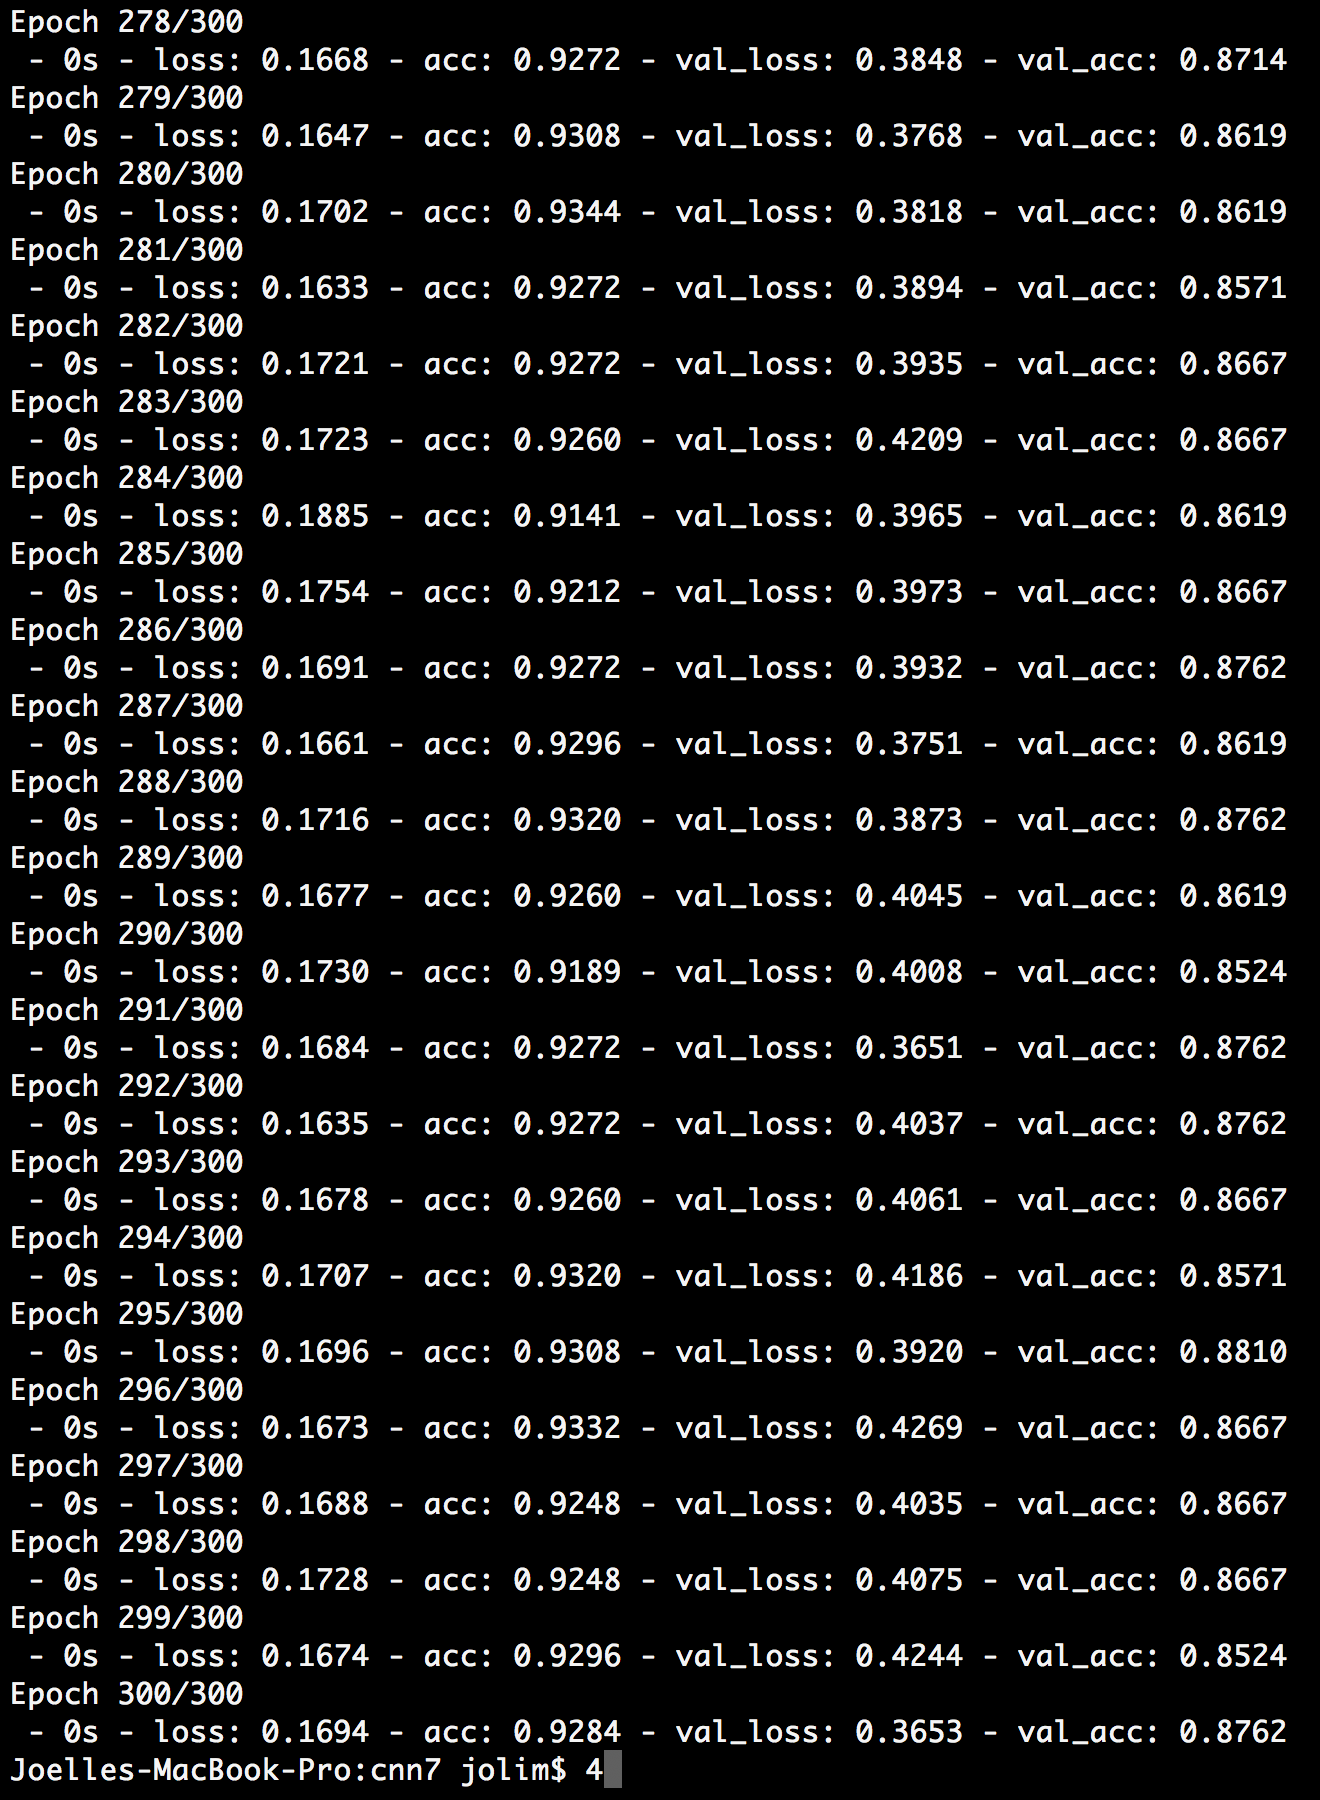 Epoch 278/300
 - 0s - loss: 0.1668 - acc: 0.9272 - val_loss: 0.3848 - val_acc: 0.8714
Epoch 279/300
 - 0s - loss: 0.1647 - acc: 0.9308 - val_loss: 0.3768 - val_acc: 0.8619
Epoch 280/300
 - 0s - loss: 0.1702 - acc: 0.9344 - val_loss: 0.3818 - val_acc: 0.8619
Epoch 281/300
 - 0s - loss: 0.1633 - acc: 0.9272 - val_loss: 0.3894 - val_acc: 0.8571
Epoch 282/300
 - 0s - loss: 0.1721 - acc: 0.9272 - val_loss: 0.3935 - val_acc: 0.8667
Epoch 283/300
 - 0s - loss: 0.1723 - acc: 0.9260 - val_loss: 0.4209 - val_acc: 0.8667
Epoch 284/300
 - 0s - loss: 0.1885 - acc: 0.9141 - val_loss: 0.3965 - val_acc: 0.8619
Epoch 285/300
 - 0s - loss: 0.1754 - acc: 0.9212 - val_loss: 0.3973 - val_acc: 0.8667
Epoch 286/300
 - 0s - loss: 0.1691 - acc: 0.9272 - val_loss: 0.3932 - val_acc: 0.8762
Epoch 287/300
 - 0s - loss: 0.1661 - acc: 0.9296 - val_loss: 0.3751 - val_acc: 0.8619
Epoch 288/300
 - 0s - loss: 0.1716 - acc: 0.9320 - val_loss: 0.3873 - val_acc: 0.8762
Epoch 289/300
 - 0s - loss: 0.1677 - acc: 0.9260 - val_loss: 0.4045 - val_acc: 0.8619
Epoch 290/300
 - 0s - loss: 0.1730 - acc: 0.9189 - val_loss: 0.4008 - val_acc: 0.8524
Epoch 291/300
 - 0s - loss: 0.1684 - acc: 0.9272 - val_loss: 0.3651 - val_acc: 0.8762
Epoch 292/300
 - 0s - loss: 0.1635 - acc: 0.9272 - val_loss: 0.4037 - val_acc: 0.8762
Epoch 293/300
 - 0s - loss: 0.1678 - acc: 0.9260 - val_loss: 0.4061 - val_acc: 0.8667
Epoch 294/300
 - 0s - loss: 0.1707 - acc: 0.9320 - val_loss: 0.4186 - val_acc: 0.8571
Epoch 295/300
 - 0s - loss: 0.1696 - acc: 0.9308 - val_loss: 0.3920 - val_acc: 0.8810
Epoch 296/300
 - 0s - loss: 0.1673 - acc: 0.9332 - val_loss: 0.4269 - val_acc: 0.8667
Epoch 297/300
 - 0s - loss: 0.1688 - acc: 0.9248 - val_loss: 0.4035 - val_acc: 0.8667
Epoch 298/300
 - 0s - loss: 0.1728 - acc: 0.9248 - val_loss: 0.4075 - val_acc: 0.8667
Epoch 299/300
 - 0s - loss: 0.1674 - acc: 0.9296 - val_loss: 0.4244 - val_acc: 0.8524
Epoch 300/300
 - 0s - loss: 0.1694 - acc: 0.9284 - val_loss: 0.3653 - val_acc: 0.8762
Joelles-MacBook-Pro:cnn7 jolim$ 4